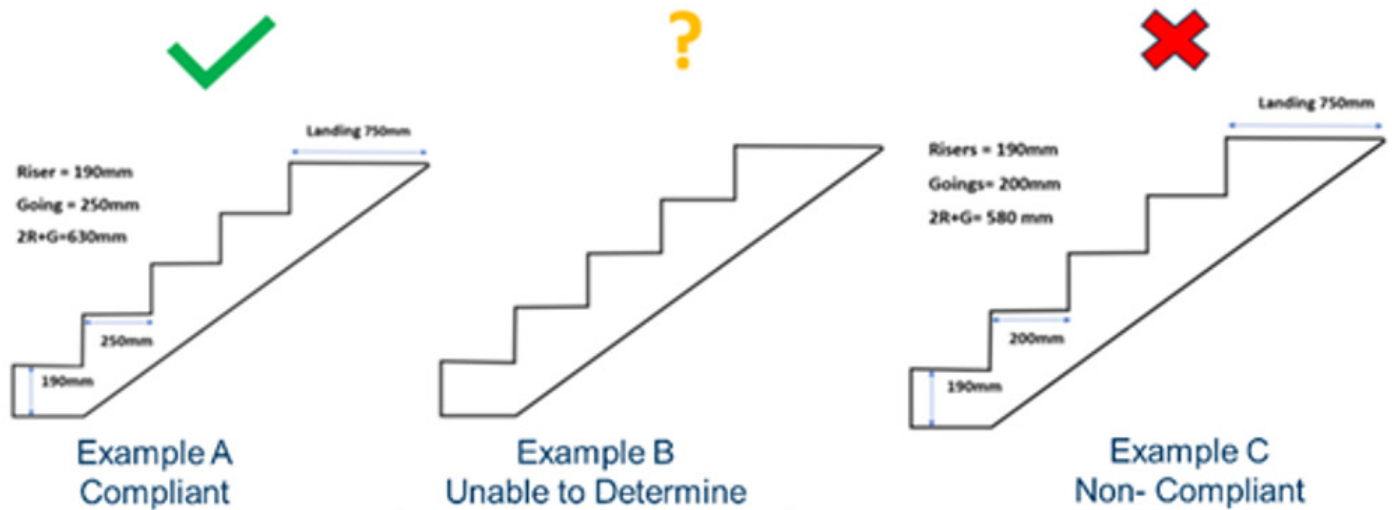 ?
Landing 750mm
Riser = 190mm
Going = 250mm
2R+G=630mm
250mm
190mm
Example A
Compliant
Example B
Unable to Determine
Landing 750mm
Risers = 190mm
Goings= 200mm
2R+G= 580 mm
200mm
190mm
Example C
Non- Compliant